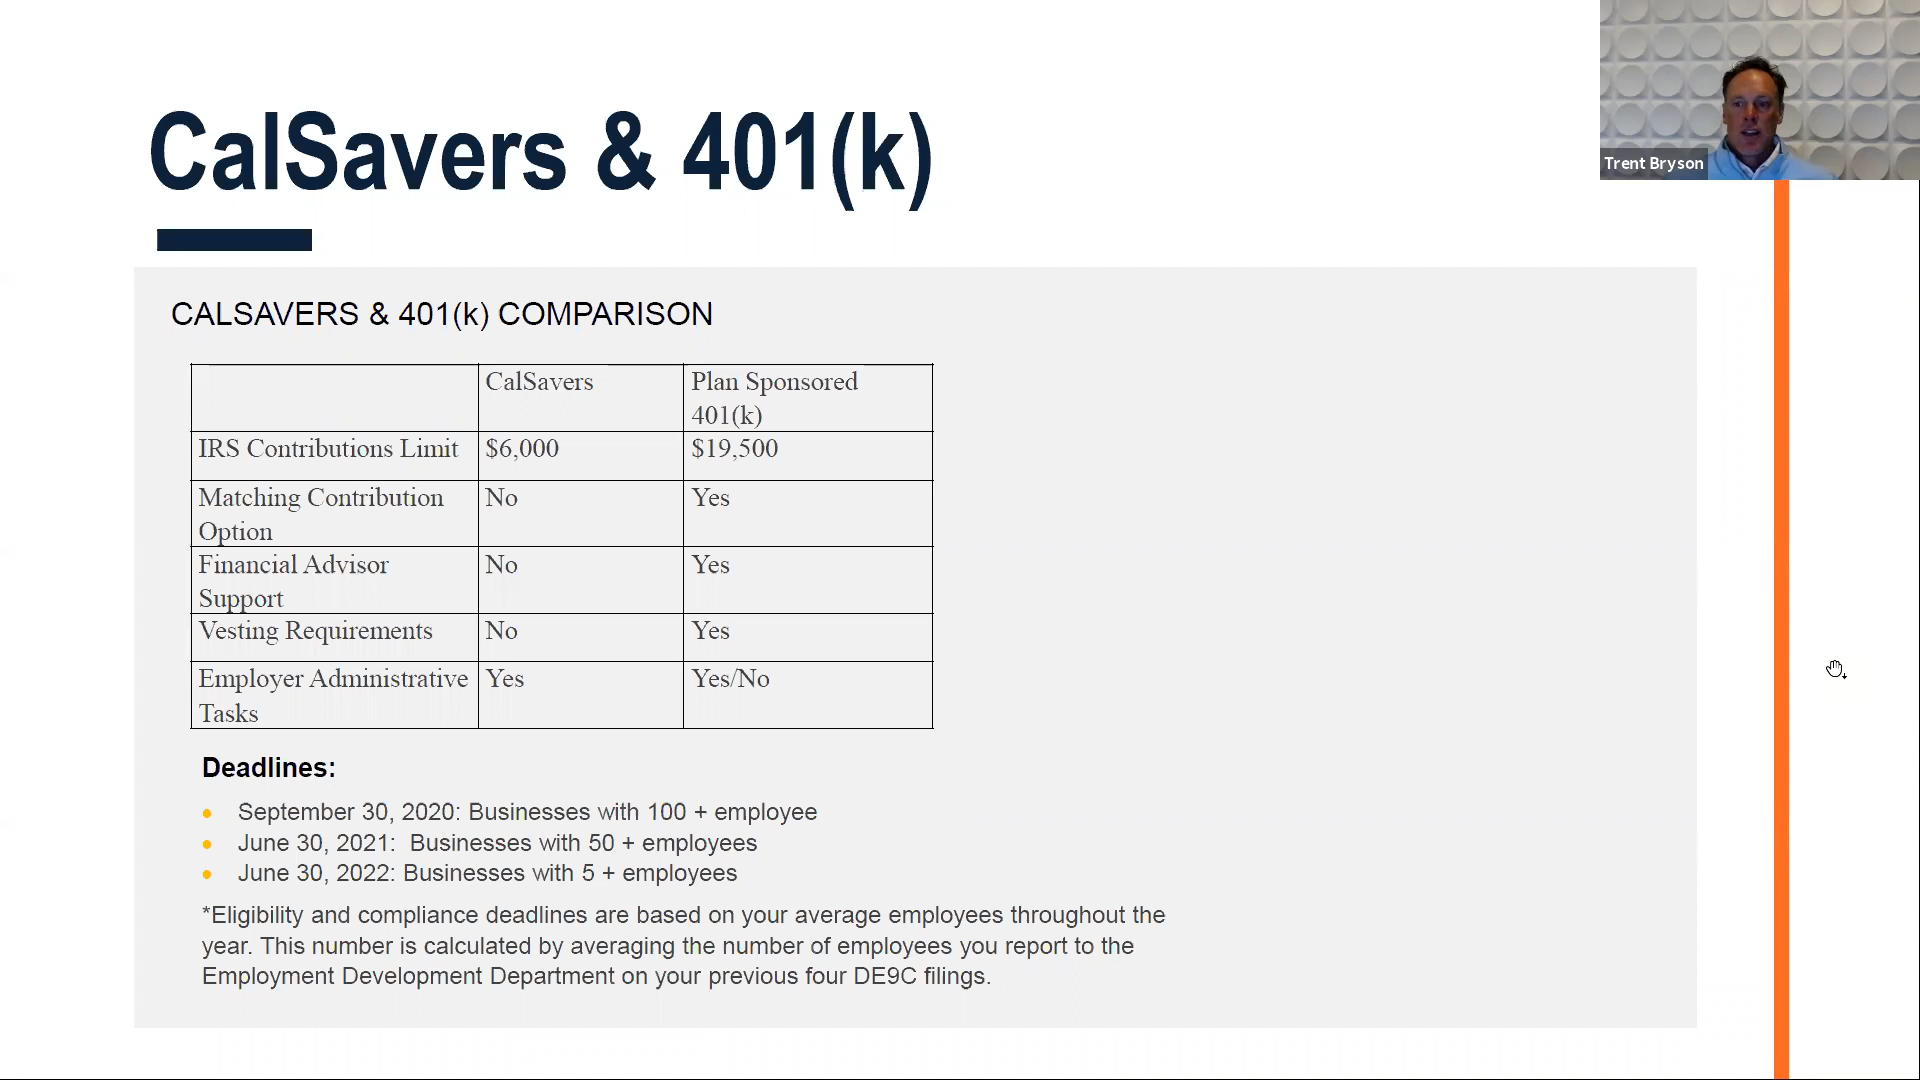 CalSavers & 401(k)
Trent Bryson
CALSAVERS & 401(k) COMPARISON
CalSavers
Plan Sponsored
401(k)
IRS Contributions Limit
$6,000
$19,500
Matching Contribution
Option
No
Yes
Financial Advisor
Support
No
Yes
Vesting Requirements
No
Yes
Employer Administrative
Tasks
Yes
Yes/No
Deadlines:
• September 30, 2020: Businesses with 100 + employee
• June 30, 2021:  Businesses with 50 + employees
• June 30, 2022: Businesses with 5 + employees
*Eligibility and compliance deadlines are based on your average employees throughout the
year. This number is calculated by averaging the number of employees you report to the
Employment Development Department on your previous four DE9C filings.